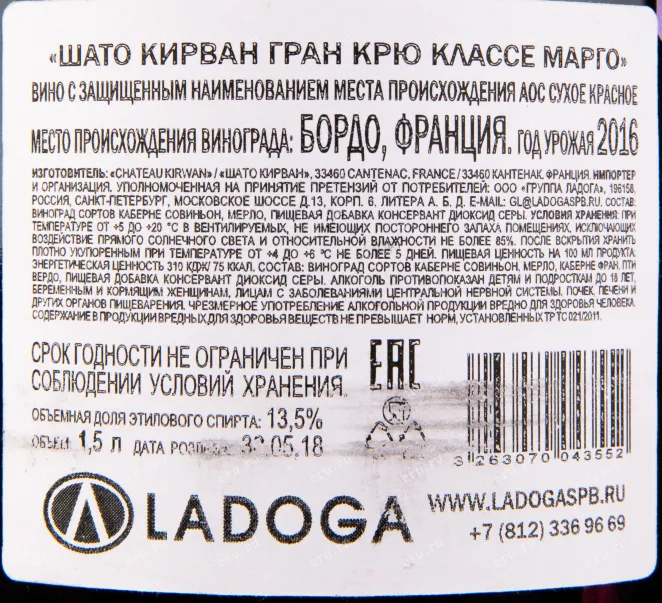 «ШАТО КИРВАН ГРАН КРЮ КЛАССЕ МАРГО»
ВИНО С ЗАЩИЩЕННЫМ НАИМЕНОВАНИЕМ МЕСТА ПРОИСХОЖДЕНИЯ АОС СУХОЕ КРАСНОЕ
МЕСТО ПРОИСХОЖДЕНИЯ ВИНОГРАДА: БОРДО, ФРАНЦИЯ. ГОД УРОЖАЯ 2016
ИЗГОТОВИТЕЛЬ: «CHATEAU KIRWAN» / «ШАТО КИРВАН», 33460 CANTENAC, FRANCE / 33460 КАНТЕНАК, ФРАНЦИЯ. ИМПОРТЕР
И ОРГАНИЗАЦИЯ, УПОЛНОМОЧЕННАЯ НА ПРИНЯТИЕ ПРЕТЕНЗИЙ ОТ ПОТРЕБИТЕЛЕЙ: ООО «ГРУППА ЛАДОГА», 196158,
РОССИЯ, САНКТ-ПЕТЕРБУРГ, МОСКОВСКОЕ ШОССЕ Д.13, КОРП. 6, ЛИТЕРА А, Б, Д, E-MAIL: GL@LADOGASPB.RU. СОСТАВ:
ВИНОГРАД СОРТОВ КАБЕРНЕ СОВИНЬОН, МЕРЛО, ПИЩЕВАЯ ДОБАВКА КОНСЕРВАНТ ДИОКСИД СЕРЫ. УСЛОВИЯ ХРАНЕНИЯ: ПРИ
ТЕМПЕРАТУРЕ ОТ +5 ДО +20 °C В ВЕНТИЛИРУЕМЫХ, НЕ ИМЕЮЩИХ ПОСТОРОННЕГО ЗАПАХА ПОМЕЩЕНИЯХ, ИСКЛЮЧАЮЩИХ
ВОЗДЕЙСТВИЕ ПРЯМОГО СОЛНЕЧНОГО СВЕТА И ОТНОСИТЕЛЬНОЙ ВЛАЖНОСТИ НЕ БОЛЕЕ 85%. ПОСЛЕ ВСКРЫТИЯ ХРАНИТЬ
ПЛОТНО УКУПОРЕННЫМ ПРИ ТЕМПЕРАТУРЕ ОТ +4 ДО +6 °C НЕ БОЛЕЕ 5 ДНЕЙ. ПИЩЕВАЯ ЦЕННОСТЬ НА 100 МЛ ПРОДУКТА:
ЭНЕРГЕТИЧЕСКАЯ ЦЕННОСТЬ 310 КДЖ/ 75 ККАЛ. СОСТАВ: ВИНОГРАД СОРТОВ КАБЕРНЕ СОВИНЬОН, МЕРЛО, КАБЕРНЕ ФРАН, ПТИ
ВЕРДО, ПИЩЕВАЯ ДОБАВКА КОНСЕРВАНТ ДИОКСИД СЕРЫ. АЛКОГОЛЬ ПРОТИВОПОКАЗАН ДЕТЯМ И ПОДРОСТКАМ ДО 18 ЛЕТ,
БЕРЕМЕННЫМ И КОРМЯЩИМ ЖЕНЩИНАМ, ЛИЦАМ С ЗАБОЛЕВАНИЯМИ ЦЕНТРАЛЬНОЙ НЕРВНОЙ СИСТЕМЫ, ПОЧЕК, ПЕЧЕНИ И
ДРУГИХ ОРГАНОВ ПИЩЕВАРЕНИЯ. ЧРЕЗМЕРНОЕ УПОТРЕБЛЕНИЕ АЛКОГОЛЬНОЙ ПРОДУКЦИИ ВРЕДНО ДЛЯ ЗДОРОВЬЯ ЧЕЛОВЕКА.
СОДЕРЖАНИЕ В ПРОДУКЦИИ ВРЕДНЫХ ДЛЯ ЗДОРОВЬЯ ВЕЩЕСТВ НЕ ПРЕВЫШАЕТ НОРМ, УСТАНОВЛЕННЫХ ТР ТС 021/2011.
СРОК ГОДНОСТИ НЕ ОГРАНИЧЕН ПРИ
СОБЛЮДЕНИИ УСЛОВИЙ ХРАНЕНИЯ.
EAC
ОБЪЕМНАЯ ДОЛЯ ЭТИЛОВОГО СПИРТА: 13,5%
ОБЪЕМ 1,5 Л ДАТА 05.18
3 263070 043552
LADOGA
WWW.LADOGASPB.RU
+7 (812) 336 96 69